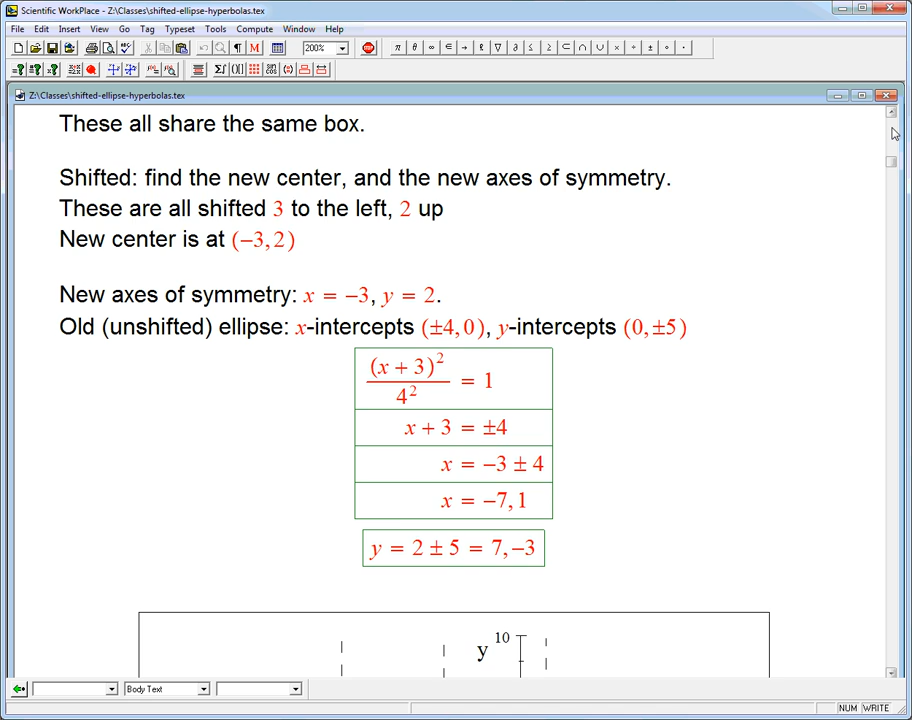 Scientific WorkPlace - Z:\Classes\shifted-ellipse-hyperbolas.tex
File Edit Insert View Go Tag Typeset Tools Compute Window Help
200%
Z:\Classes\shifted-ellipse-hyperbolas.tex
These all share the same box.
Shifted: find the new center, and the new axes of symmetry.
These are all shifted 3 to the left, 2 up
New center is at (−3,2)
New axes of symmetry: x = −3, y = 2.
Old (unshifted) ellipse: x-intercepts (±4,0), y-intercepts (0,±5)
(x + 3)²
4²
= 1
x + 3 = ±4
x = −3 ± 4
x = −7,1
y = 2 ± 5 = 7,−3
y 10
Body Text
NUM WRITE